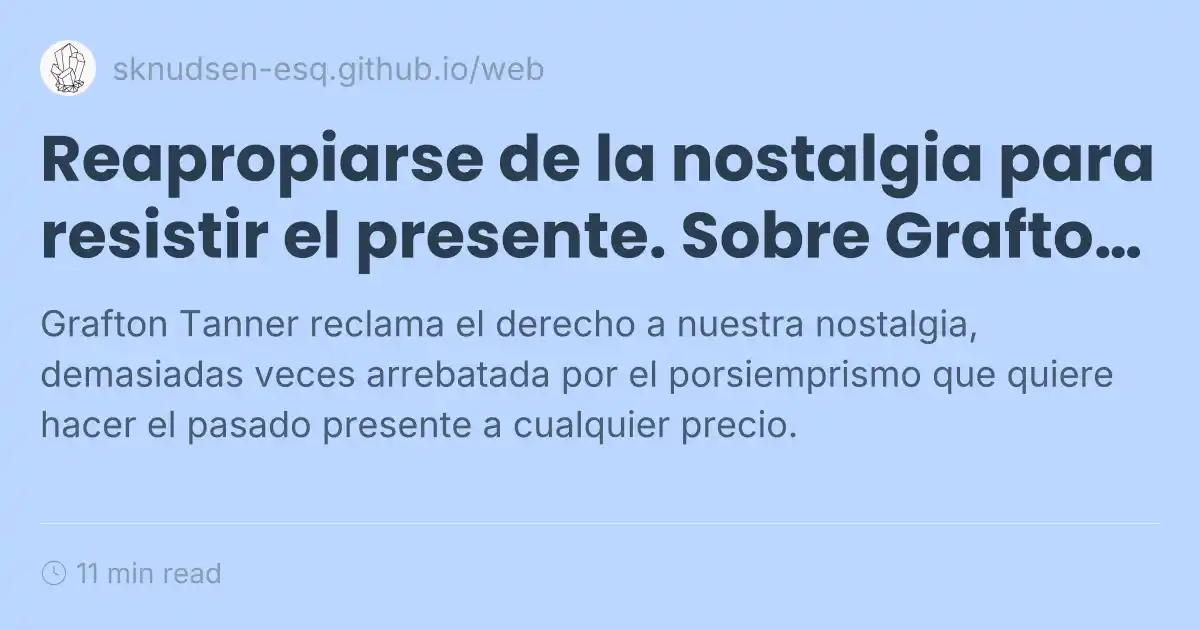 sknudsen-esq.github.io/web
Reapropiarse de la nostalgia para
resistir el presente. Sobre Grafto...
Grafton Tanner reclama el derecho a nuestra nostalgia,
demasiadas veces arrebatada por el porsiemprismo que quiere
hacer el pasado presente a cualquier precio.
11 min read